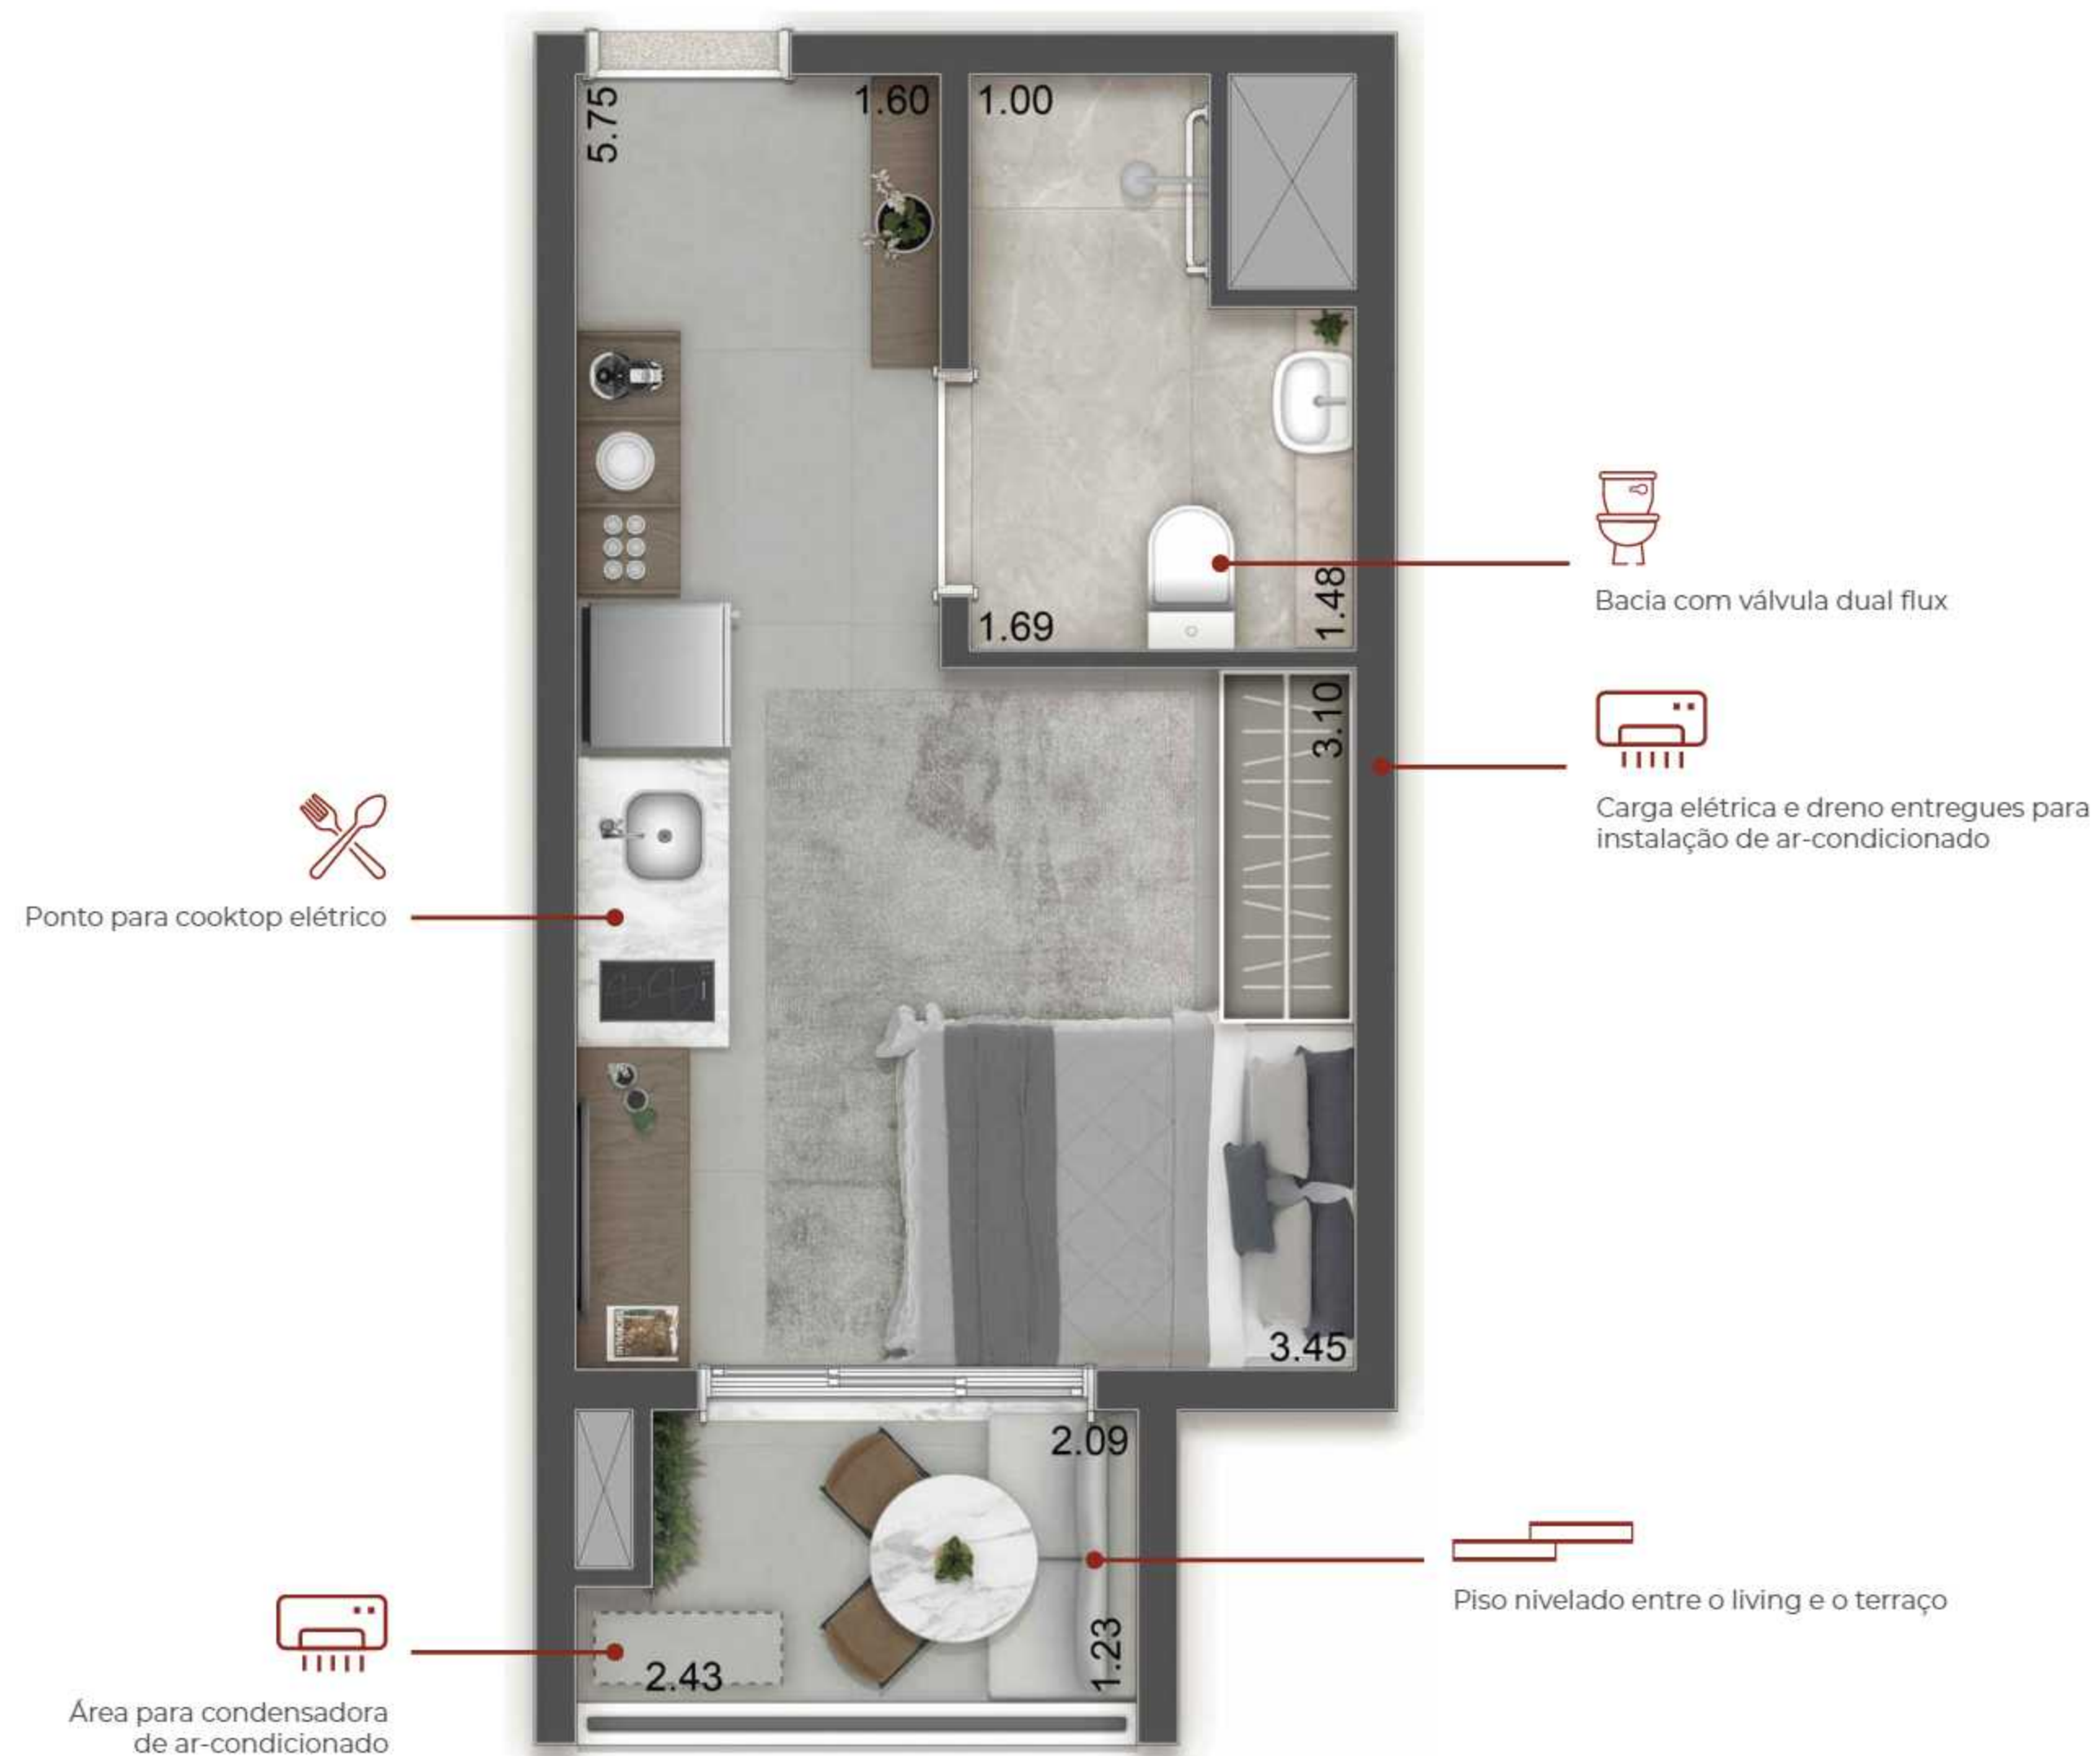 5.75
1.60
1.00
1.69
1.48
Bacia com válvula dual flux
3.10
Carga elétrica e dreno entregues para
instalação de ar-condicionado
Ponto para cooktop elétrico
3.45
2.09
Piso nivelado entre o living e o terraço
1.23
2.43
Área para condensadora
de ar-condicionado